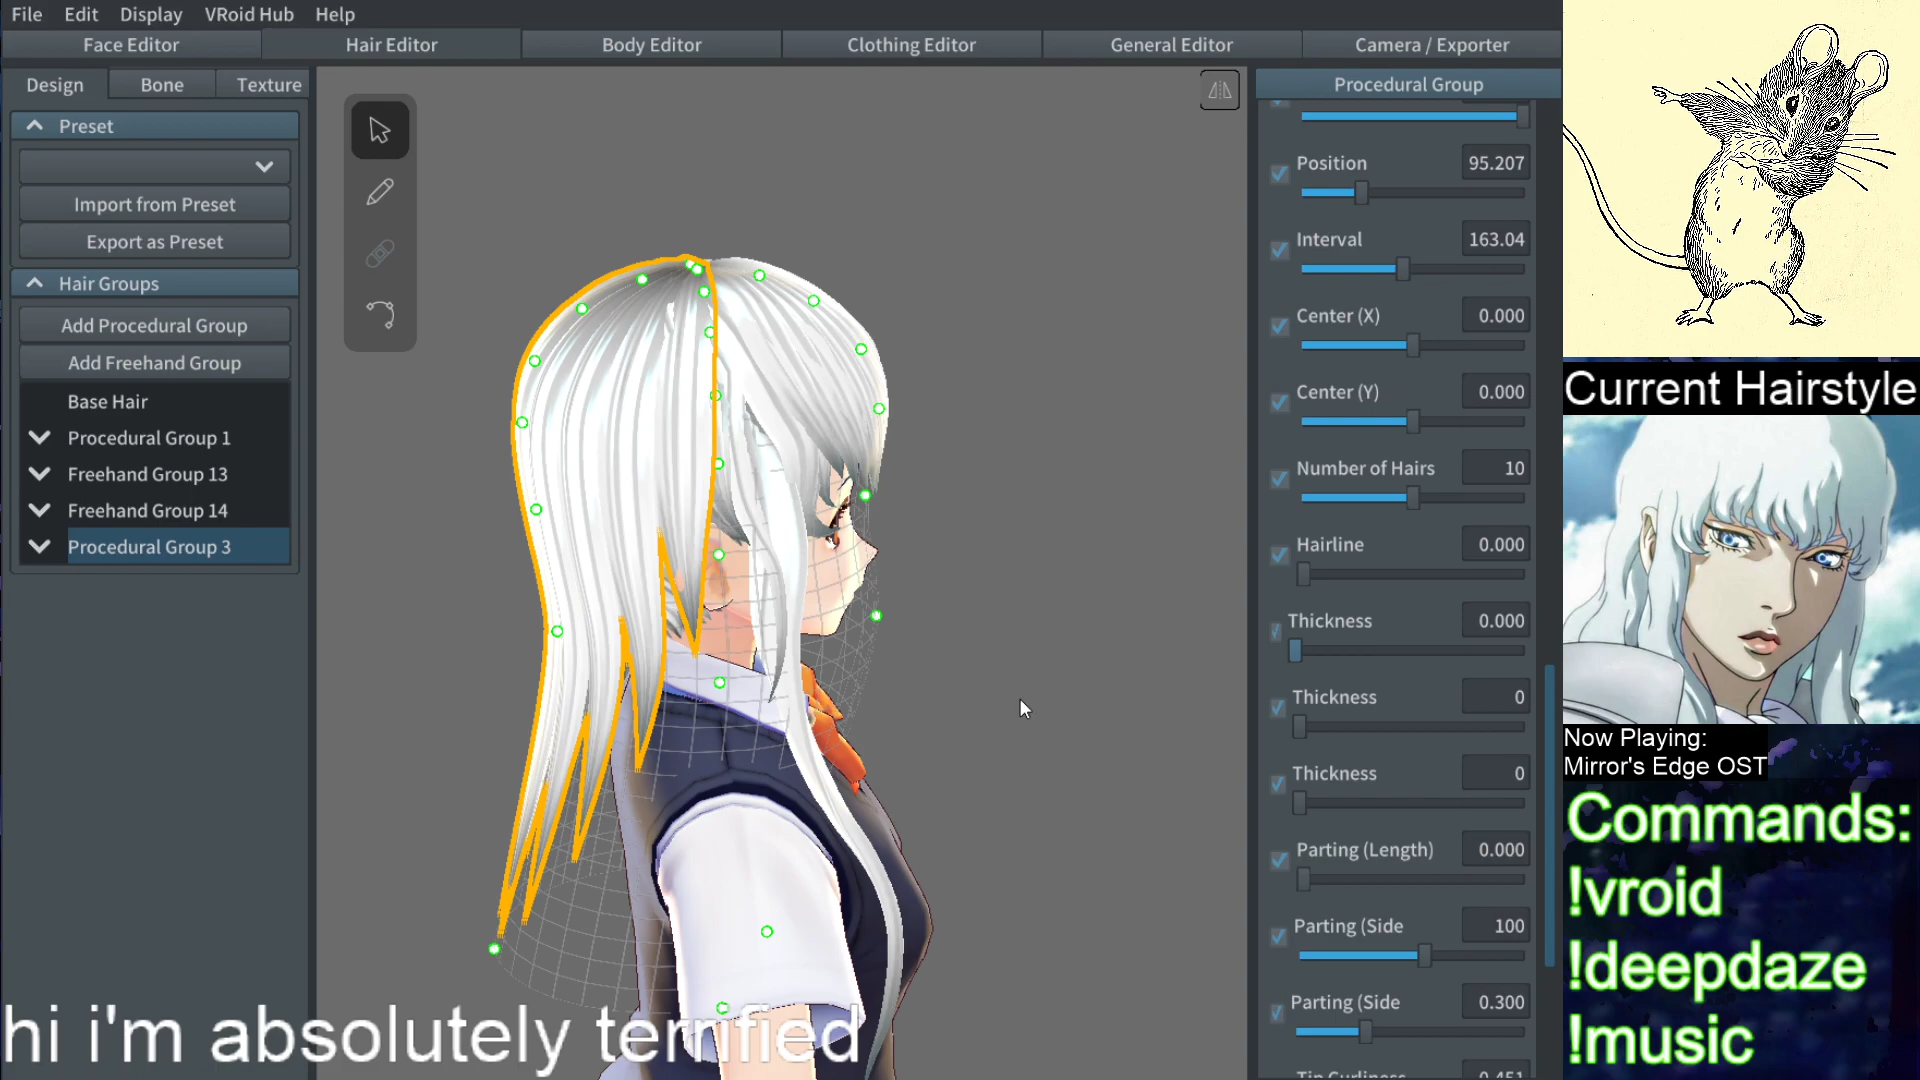 File Edit Display VRoid Hub Help
Face Editor Hair Editor Body Editor Clothing Editor General Editor Camera / Exporter
Design Bone Texture
Preset
Import from Preset
Export as Preset
Hair Groups
Add Procedural Group
Add Freehand Group
Base Hair
Procedural Group 1
Freehand Group 13
Freehand Group 14
Procedural Group 3
Procedural Group
Position 95.207
Interval 163.04
Center (X) 0.000
Center (Y) 0.000
Number of Hairs 10
Hairline 0.000
Thickness 0.000
Thickness 0
Thickness 0
Parting (Length) 0.000
Parting (Side 100
Parting (Side 0.300
Tip Curliness 0.451
hi i'm absolutely terrified
Current Hairstyle
Now Playing:
Mirror's Edge OST
Commands:
!vroid
!deepdaze
!music